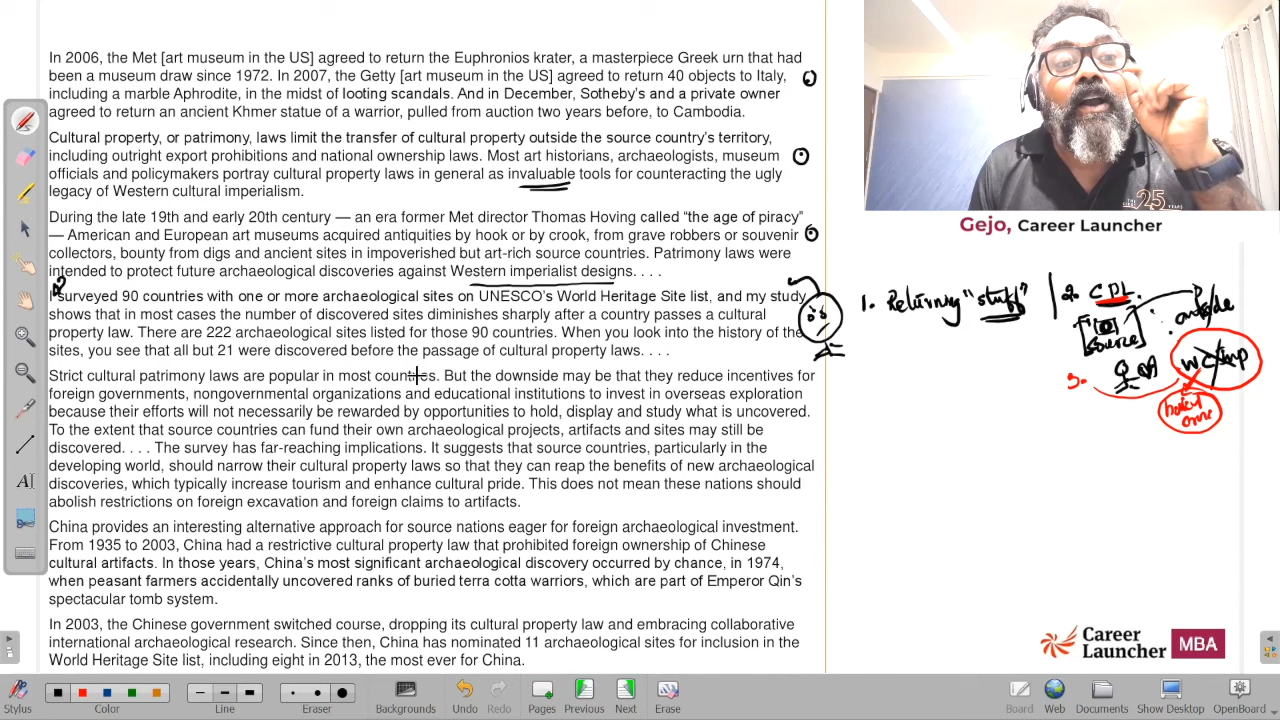 In 2006, the Met [art museum in the US] agreed to return the Euphronios krater, a masterpiece Greek urn that had
been a museum draw since 1972. In 2007, the Getty [art museum in the US] agreed to return 40 objects to Italy,
including a marble Aphrodite, in the midst of looting scandals. And in December, Sotheby's and a private owner
agreed to return an ancient Khmer statue of a warrior, pulled from auction two years before, to Cambodia.
Cultural property, or patrimony, laws limit the transfer of cultural property outside the source country's territory,
including outright export prohibitions and national ownership laws. Most art historians, archaeologists, museum
officials and policymakers portray cultural property laws in general as invaluable tools for counteracting the ugly
legacy of Western cultural imperialism.
During the late 19th and early 20th century — an era former Met director Thomas Hoving called "the age of piracy"
— American and European art museums acquired antiquities by hook or by crook, from grave robbers or souvenir
collectors, bounty from digs and ancient sites in impoverished but art-rich source countries. Patrimony laws were
intended to protect future archaeological discoveries against Western imperialist designs. . . .
I surveyed 90 countries with one or more archaeological sites on UNESCO's World Heritage Site list, and my study
shows that in most cases the number of discovered sites diminishes sharply after a country passes a cultural
property law. There are 222 archaeological sites listed for those 90 countries. When you look into the history of the
sites, you see that all but 21 were discovered before the passage of cultural property laws. . . .
Strict cultural patrimony laws are popular in most countries. But the downside may be that they reduce incentives for
foreign governments, nongovernmental organizations and educational institutions to invest in overseas exploration
because their efforts will not necessarily be rewarded by opportunities to hold, display and study what is uncovered.
To the extent that source countries can fund their own archaeological projects, artifacts and sites may still be
discovered. . . . The survey has far-reaching implications. It suggests that source countries, particularly in the
developing world, should narrow their cultural property laws so that they can reap the benefits of new archaeological
discoveries, which typically increase tourism and enhance cultural pride. This does not mean these nations should
abolish restrictions on foreign excavation and foreign claims to artifacts.
China provides an interesting alternative approach for source nations eager for foreign archaeological investment.
From 1935 to 2003, China had a restrictive cultural property law that prohibited foreign ownership of Chinese
cultural artifacts. In those years, China's most significant archaeological discovery occurred by chance, in 1974,
when peasant farmers accidentally uncovered ranks of buried terra cotta warriors, which are part of Emperor Qin's
spectacular tomb system.
In 2003, the Chinese government switched course, dropping its cultural property law and embracing collaborative
international archaeological research. Since then, China has nominated 11 archaeological sites for inclusion in the
World Heritage Site list, including eight in 2013, the most ever for China.
25
Gejo, Career Launcher
1. Returning "stuff"
2. CPL
outside
source
3.
Career
Launcher MBA
Stylus
Color
Line
Eraser
Backgrounds
Undo
Redo
Pages
Previous
Next
Erase
Board
Web
Documents
Show Desktop
OpenBoard